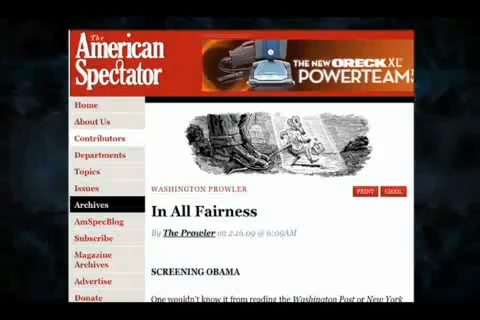 The
American
Spectator
THE NEW ORECK XL
POWERTEAM
Home
About Us
Contributors
Departments
Topics
Issues
Archives
AmSpecBlog
Subscribe
Magazine
Archives
Advertise
Donate
WASHINGTON PROWLER
PRINT EMAIL
In All Fairness
By The Prowler on 2.16.09 @ 6:09AM
SCREENING OBAMA
One wouldn't know it from reading the Washington Post or New York